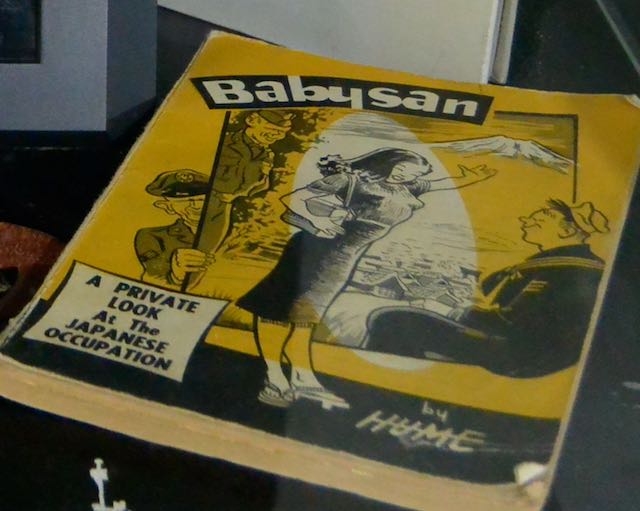 Babysan
A PRIVATE
LOOK
At The
JAPANESE
OCCUPATION
by
HUME